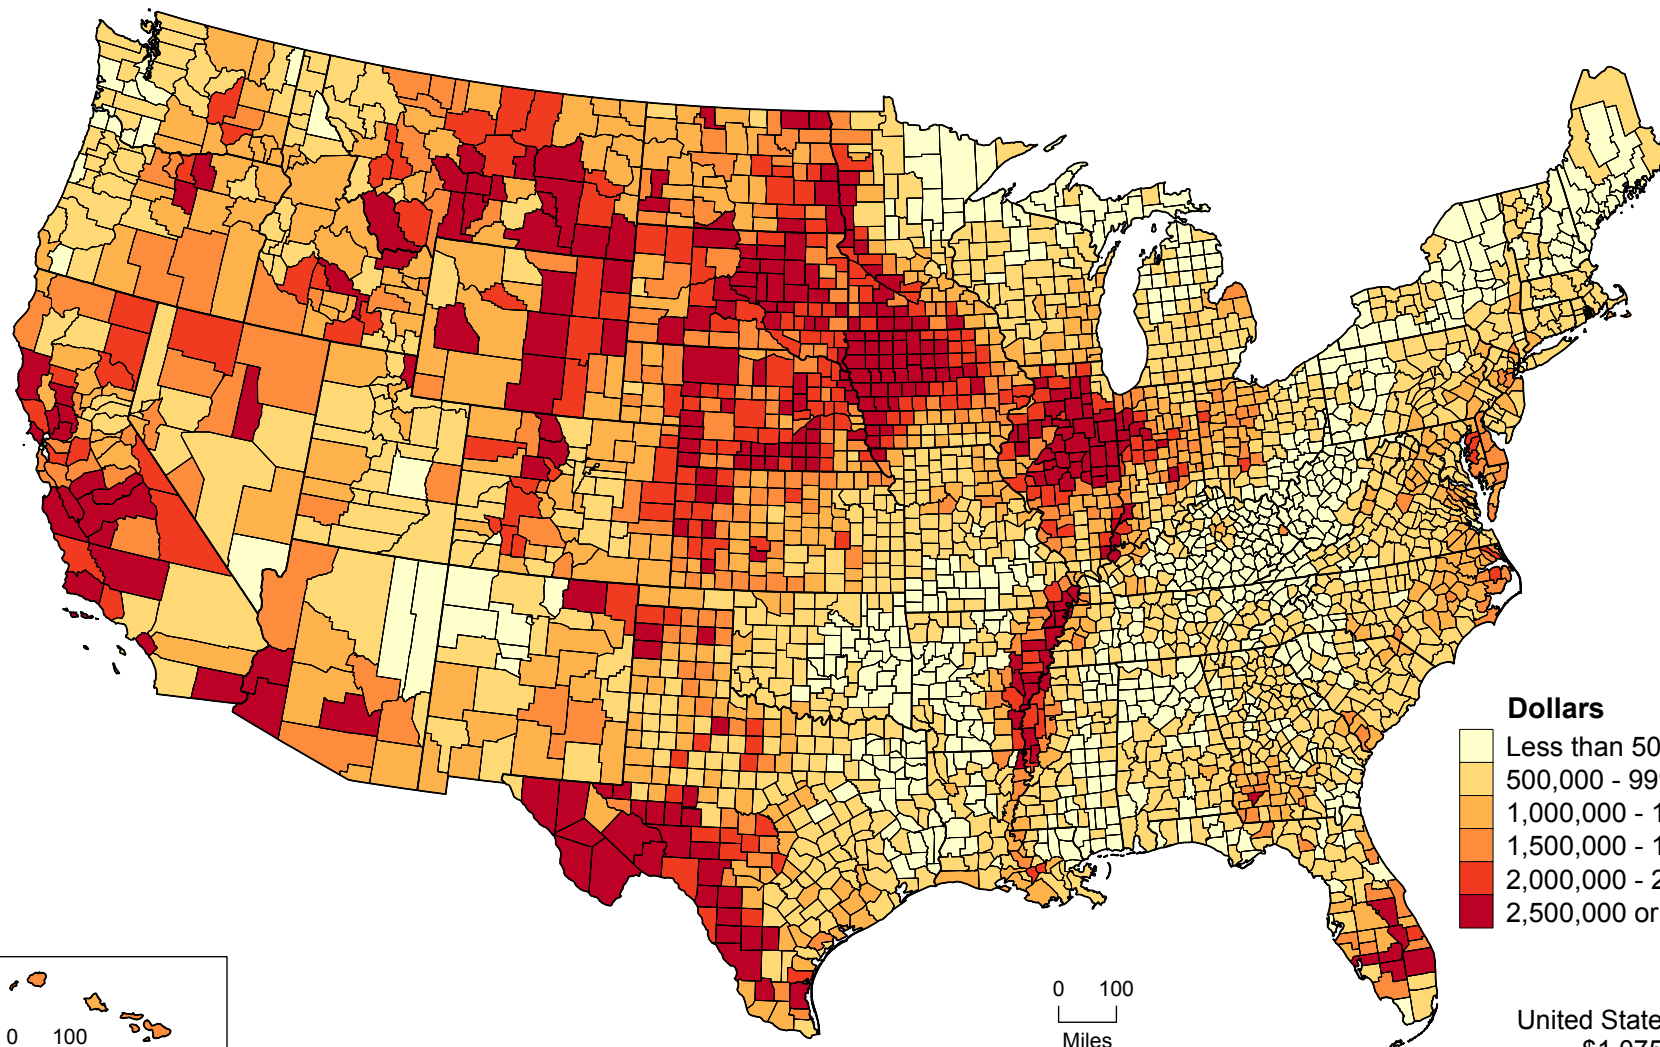 Dollars
Less than 50
500,000 - 99
1,000,000 - 1
1,500,000 - 1
2,000,000 - 2
2,500,000 or
0 100
Miles
United State
0 100